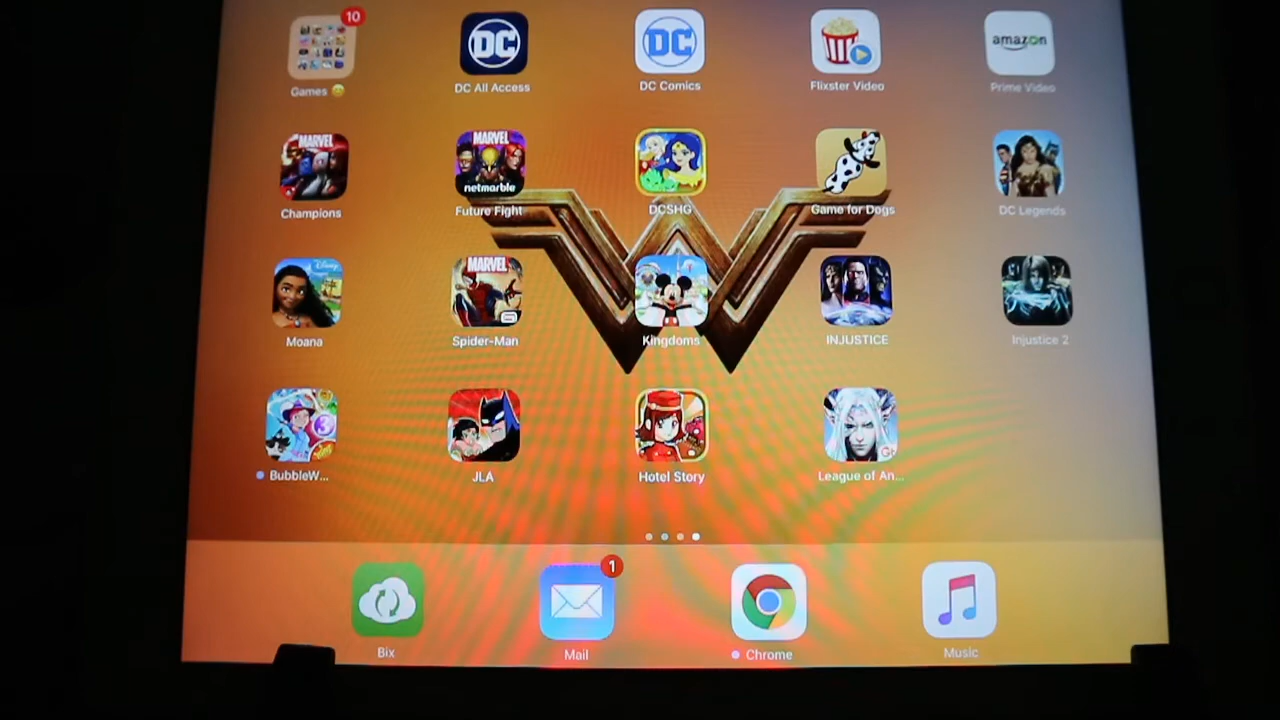 10
DC
DC
amazon
Games
DC All Access
DC Comics
Flixster Video
Prime Video
MARVEL
MARVEL
netmarble
Champions
Future Fight
DCSHG
Game for Dogs
DC Legends
Disney
MARVEL
Moana
Spider-Man
Kingdoms
INJUSTICE
Injustice 2
3
BubbleW...
JLA
Hotel Story
League of An...
1
Bix
Mail
Chrome
Music